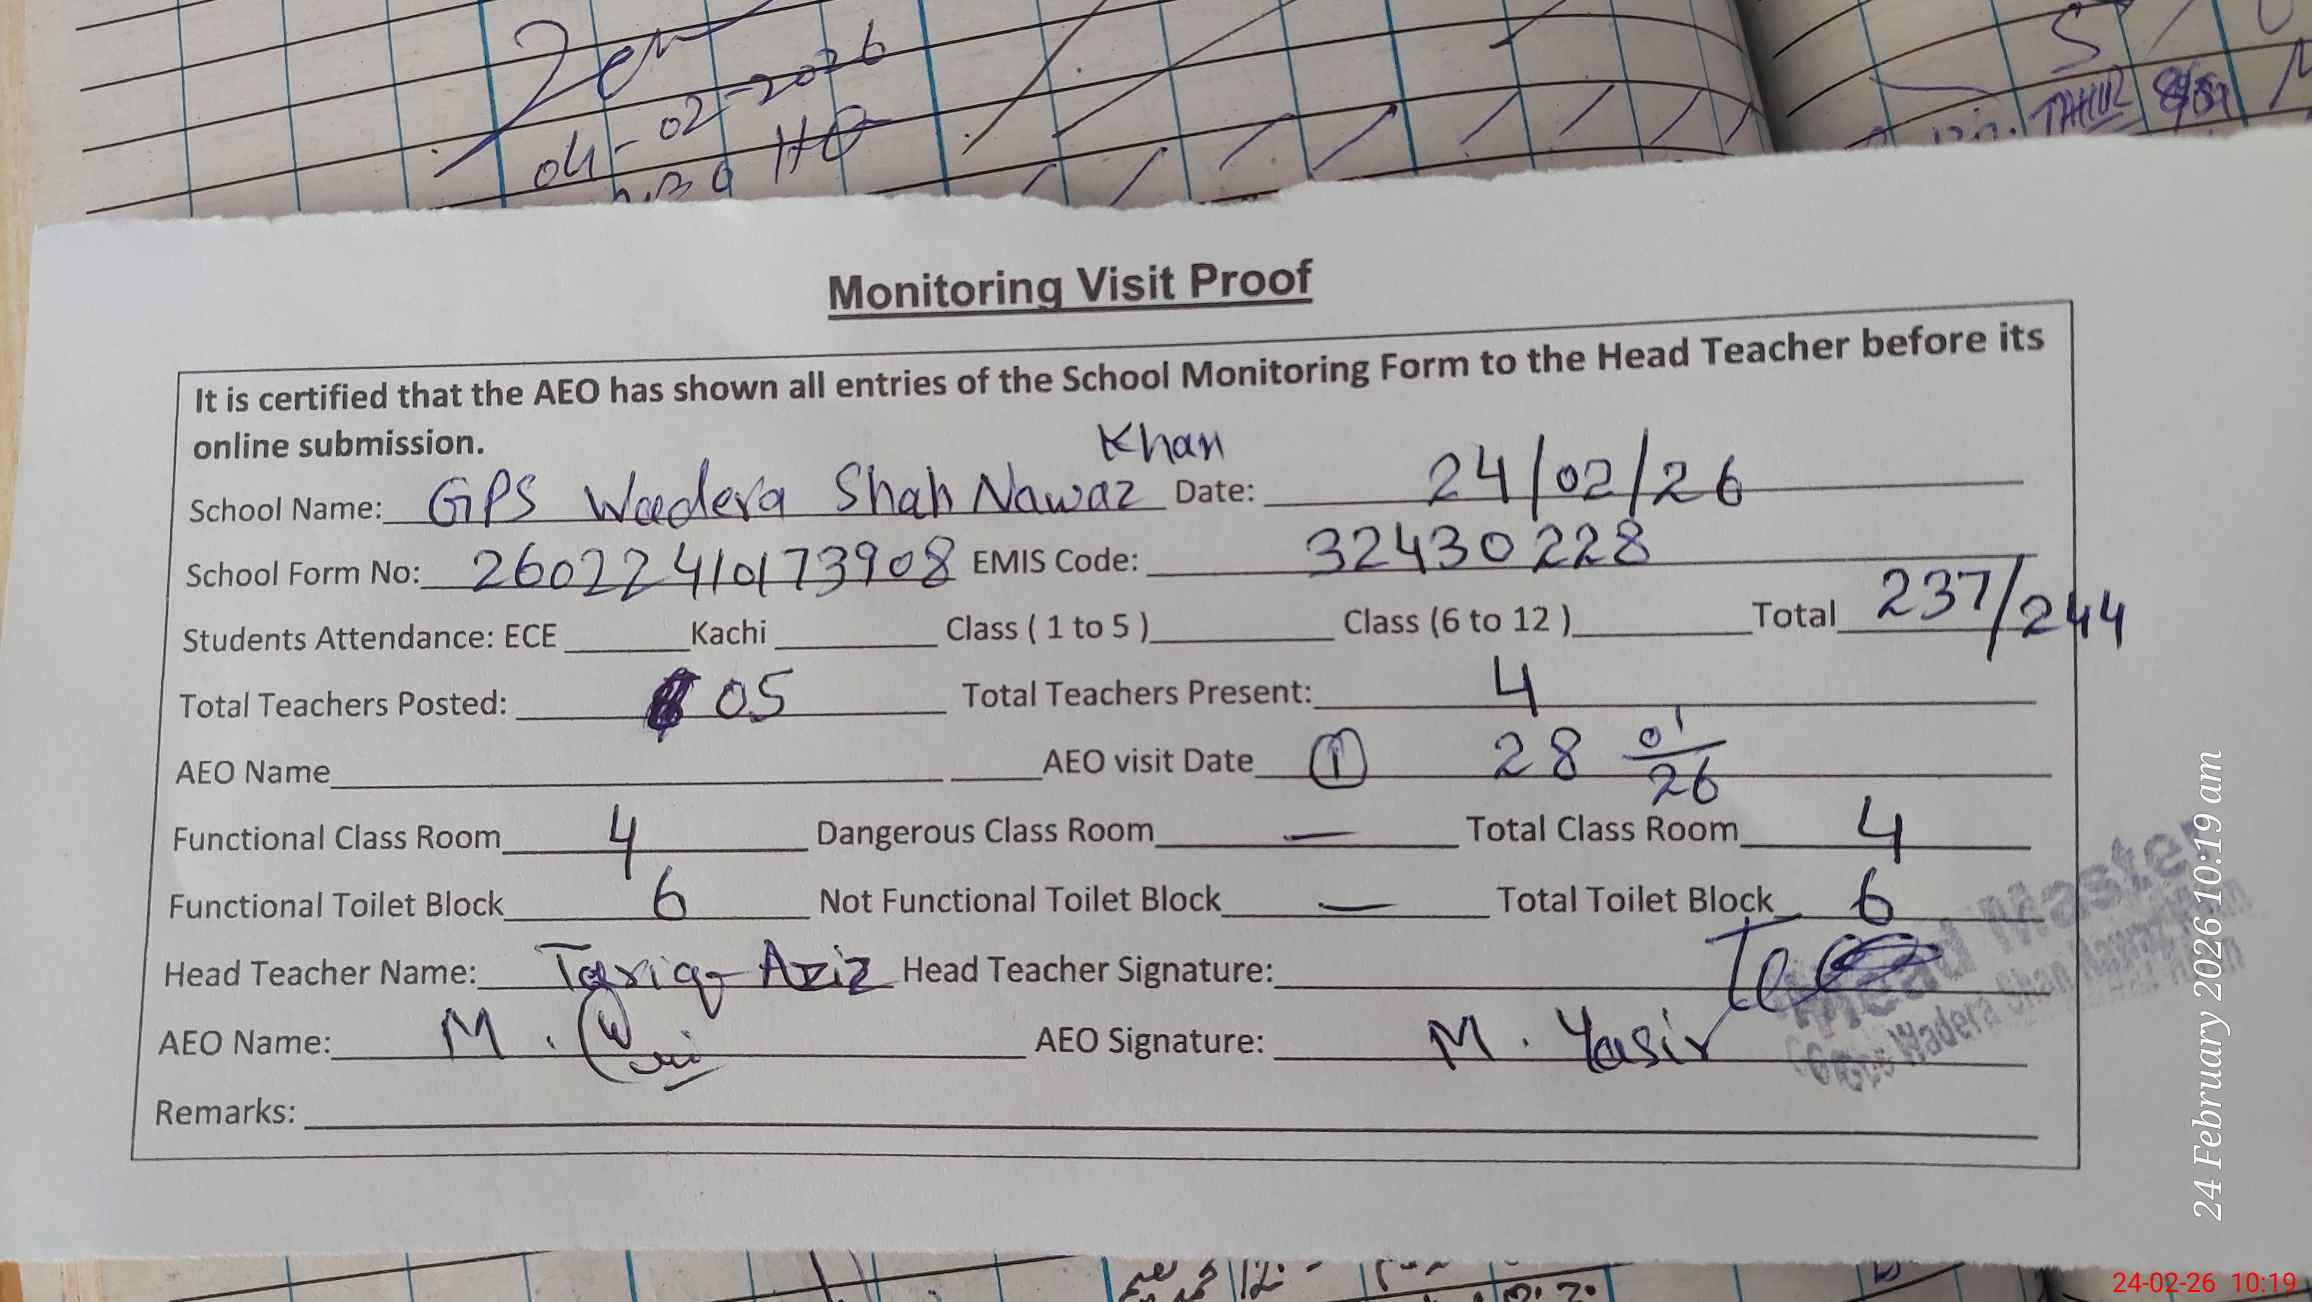 04-02-2026
TAHIR
Monitoring Visit Proof
It is certified that the AEO has shown all entries of the School Monitoring Form to the Head Teacher before its
online submission.
Khan
School Name: GPS Waedera Shah Nawaz Date: 24/02/26
School Form No: 26022410173908 EMIS Code: 32430228
Students Attendance: ECE Kachi Class ( 1 to 5 ) Class (6 to 12 ) Total 237/244
Total Teachers Posted: 05 Total Teachers Present: 4
AEO Name AEO visit Date 1 28 01/26
Functional Class Room 4 Dangerous Class Room — Total Class Room 4
Functional Toilet Block 6 Not Functional Toilet Block — Total Toilet Block 6
Head Teacher Name: Tariq Aziz Head Teacher Signature:
AEO Name: M. AEO Signature: M. Yasir
Remarks:
Head Master
Wadera Shah Nawaz Khan
24 February 2026 10:19 am
24-02-26 10:19